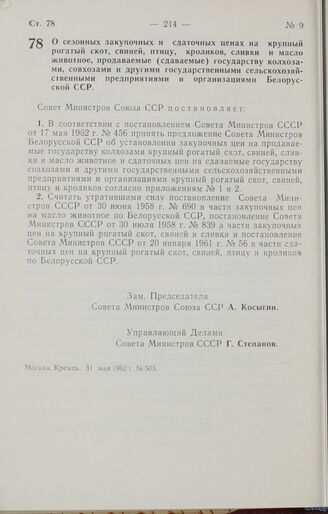 Ст. 78 — 214 — № 9
78 О сезонных закупочных и сдаточных ценах на крупный
рогатый скот, свиней, птицу, кроликов, сливки и масло
животное, продаваемые (сдаваемые) государству колхоза-
ми, совхозами и другими государственными сельскохозяй-
ственными предприятиями и организациями Белорус-
ской ССР.
Совет Министров Союза ССР постановляет:
1. В соответствии с постановлением Совета Министров СССР
от 17 мая 1962 г. № 456 принять предложение Совета Министров
Белорусской ССР об установлении закупочных цен на продавае-
мые государству колхозами крупный рогатый скот, свиней, слив-
ки и масло животное и сдаточных цен на сдаваемые государству
совхозами и другими государственными сельскохозяйственными
предприятиями и организациями крупный рогатый скот, свиней,
птицу и кроликов согласно приложениям № 1 и 2.
2. Считать утратившими силу постановление Совета Мини-
стров СССР от 30 июня 1958 г. № 690 в части закупочных цен
на масло животное по Белорусской ССР, постановление Совета
Министров СССР от 30 июля 1958 г. № 839 в части закупочных
цен на крупный рогатый скот, свиней и сливки и постановление
Совета Министров СССР от 20 января 1961 г. № 56 в части сда-
точных цен на крупный рогатый скот, свиней, птицу и кроликов
по Белорусской ССР.
Зам. Председателя
Совета Министров Союза ССР А. Косыгин.
Управляющий Делами
Совета Министров СССР Г. Степанов.
Москва, Кремль. 31 мая 1962 г. № 503.